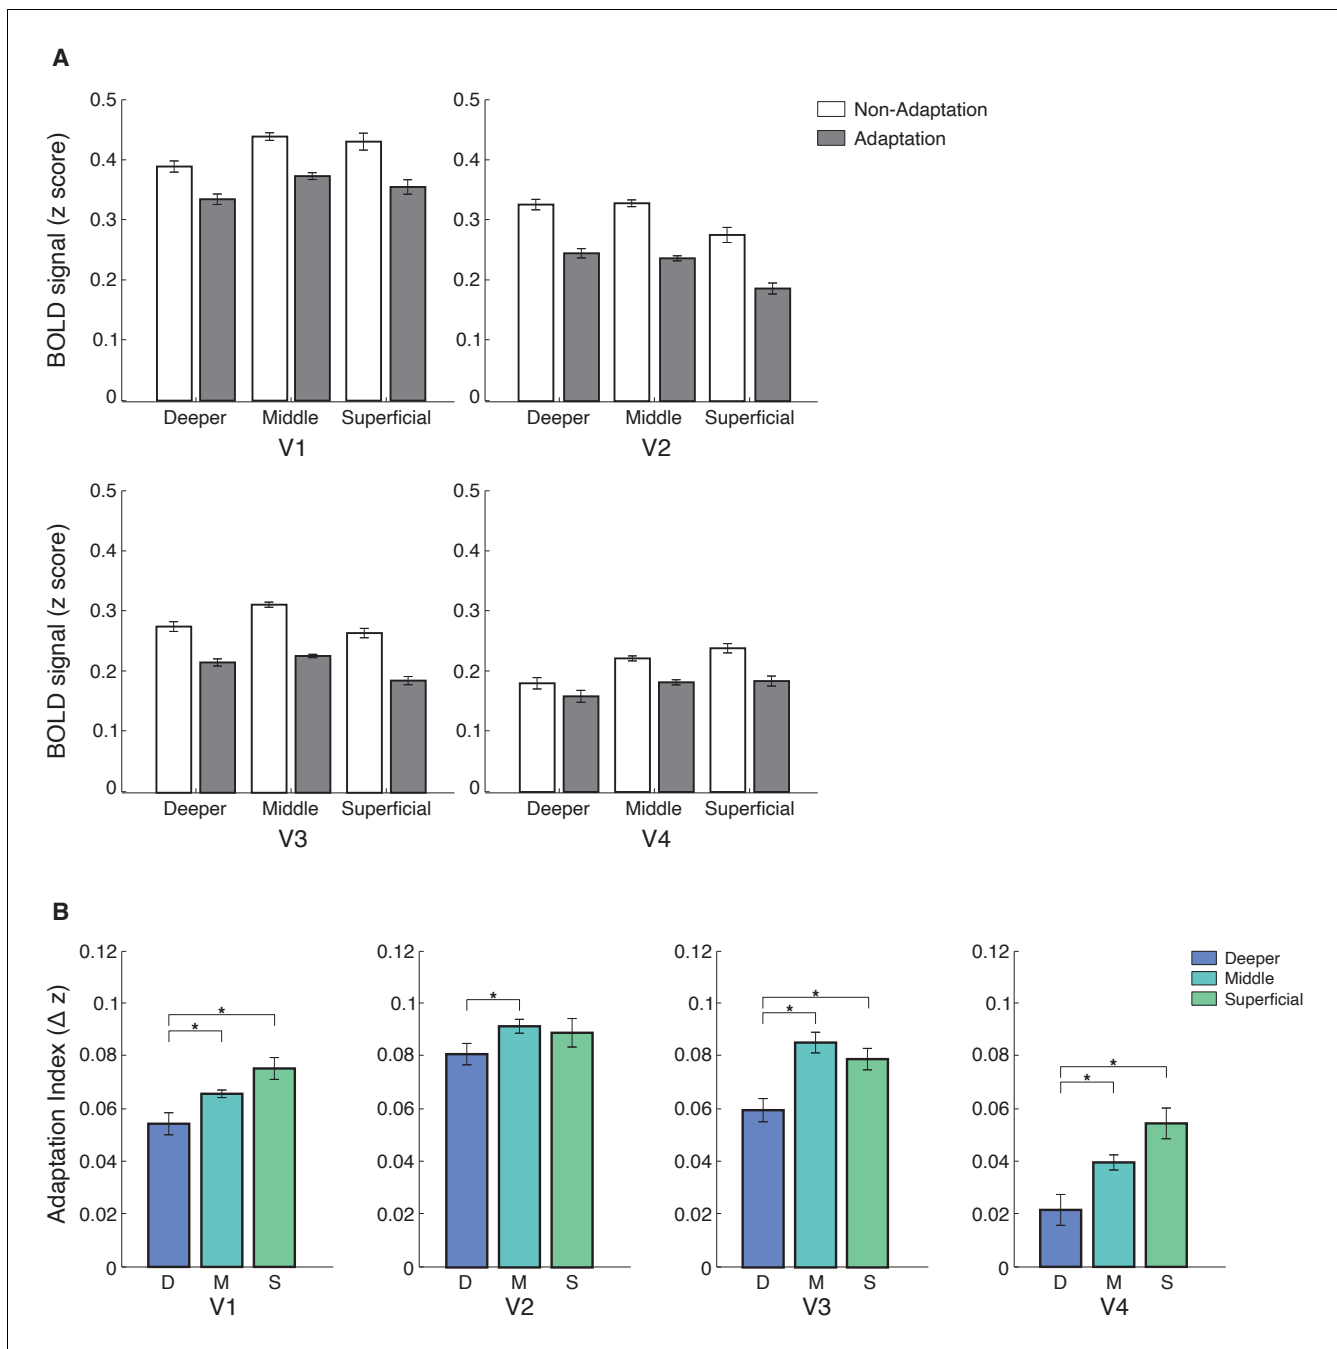 A
Non-Adaptation
Adaptation
BOLD signal (z score)
0.5
0.4
0.3
0.2
0.1
0
Deeper Middle Superficial
V1
0.5
0.4
0.3
0.2
0.1
0
Deeper Middle Superficial
V2
BOLD signal (z score)
0.5
0.4
0.3
0.2
0.1
0
Deeper Middle Superficial
V3
0.5
0.4
0.3
0.2
0.1
0
Deeper Middle Superficial
V4
B
Deeper
Middle
Superficial
Adaptation Index (Δ z)
0.12
0.1
0.08
0.06
0.04
0.02
0
*
*
D M S
V1
0.12
0.1
0.08
0.06
0.04
0.02
0
*
D M S
V2
0.12
0.1
0.08
0.06
0.04
0.02
0
*
*
D M S
V3
0.12
0.1
0.08
0.06
0.04
0.02
0
*
*
D M S
V4